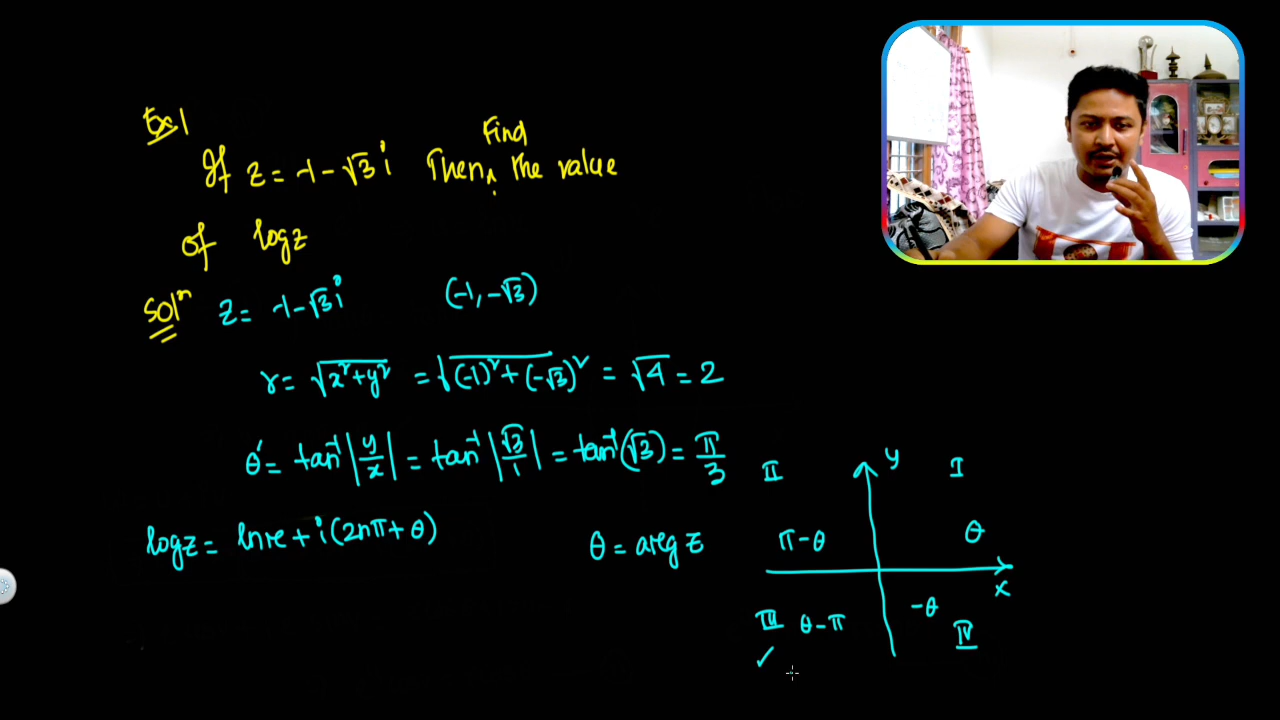 Ex1
If z = -1 - √3 i Then, Find the value
of log z
Solⁿ z = -1 - √3 i (-1, -√3)
r = √x² + y² = √(-1)² + (-√3)² = √4 = 2
θ' = tan⁻¹ |y/x| = tan⁻¹ |√3/1| = tan⁻¹(√3) = π/3
log z = ln r + i (2nπ + θ) θ = arg z
II y I
π - θ θ
x
III θ - π -θ
IV